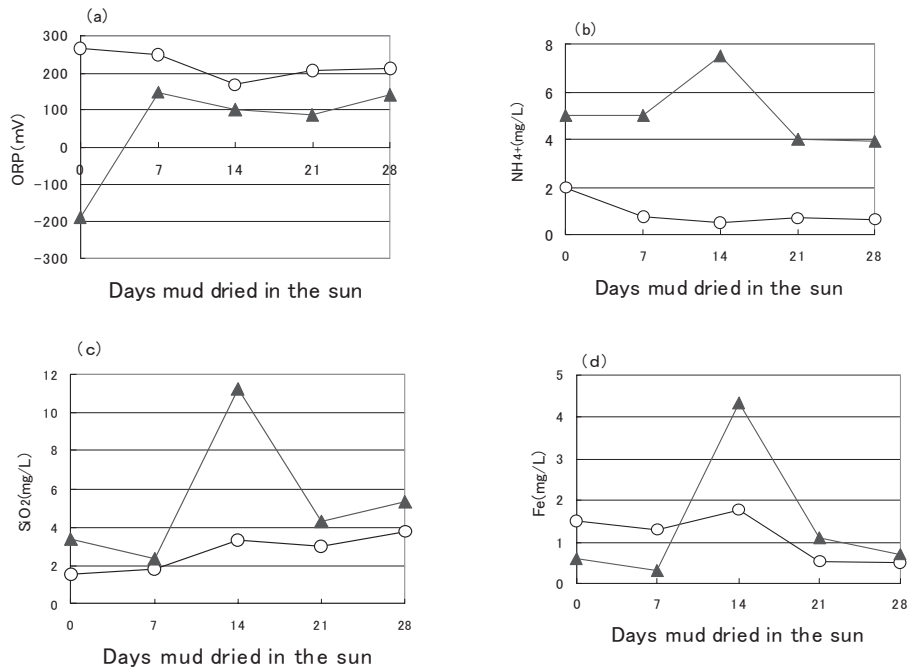 (a)
300
200
100
0
-100
-200
-300
ORP(mV)
0 7 14 21 28
Days mud dried in the sun
(b)
8
6
4
2
0
NH4+(mg/L)
0 7 14 21 28
Days mud dried in the sun
(c)
12
10
8
6
4
2
0
SiO2(mg/L)
0 7 14 21 28
Days mud dried in the sun
(d)
5
4
3
2
1
0
Fe(mg/L)
0 7 14 21 28
Days mud dried in the sun